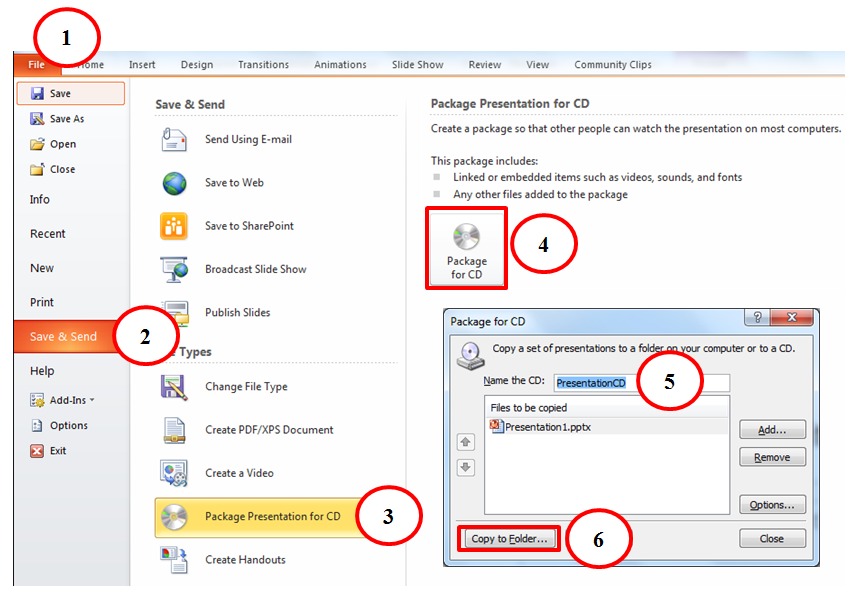 1
File Home Insert Design Transitions Animations Slide Show Review View Community Clips
Save
Save As
Open
Close
Info
Recent
New
Print
Save & Send
2
Help
Add-Ins
Options
Exit
Save & Send
Send Using E-mail
Save to Web
Save to SharePoint
Broadcast Slide Show
Publish Slides
Types
Change File Type
Create PDF/XPS Document
Create a Video
Package Presentation for CD
3
Create Handouts
Package Presentation for CD
Create a package so that other people can watch the presentation on most computers.
This package includes:
Linked or embedded items such as videos, sounds, and fonts
Any other files added to the package
Package
for CD
4
Package for CD
Copy a set of presentations to a folder on your computer or to a CD.
Name the CD: PresentationCD
5
Files to be copied
Presentation1.pptx
Add...
Remove
Options...
Copy to Folder...
6
Close